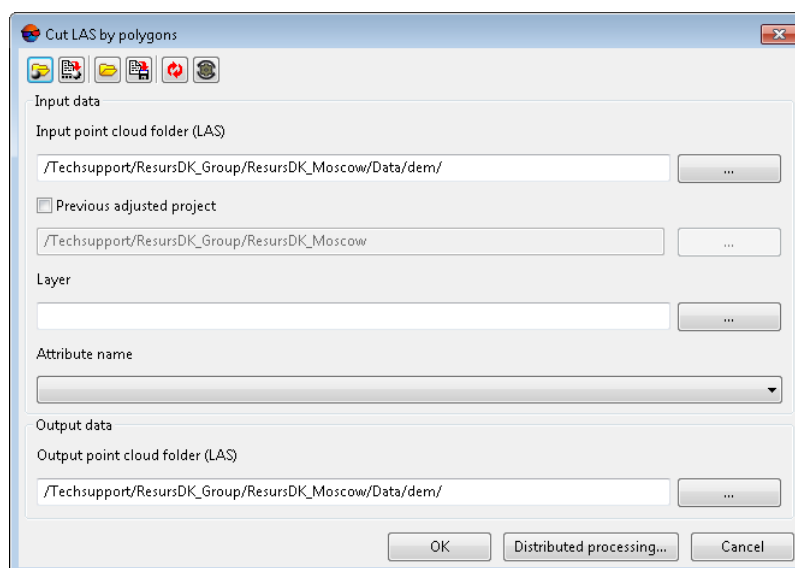 Cut LAS by polygons
Input data
Input point cloud folder (LAS)
/Techsupport/ResursDK_Group/ResursDK_Moscow/Data/dem/
...
Previous adjusted project
/Techsupport/ResursDK_Group/ResursDK_Moscow
...
Layer
...
Attribute name
Output data
Output point cloud folder (LAS)
/Techsupport/ResursDK_Group/ResursDK_Moscow/Data/dem/
...
OK
Distributed processing...
Cancel